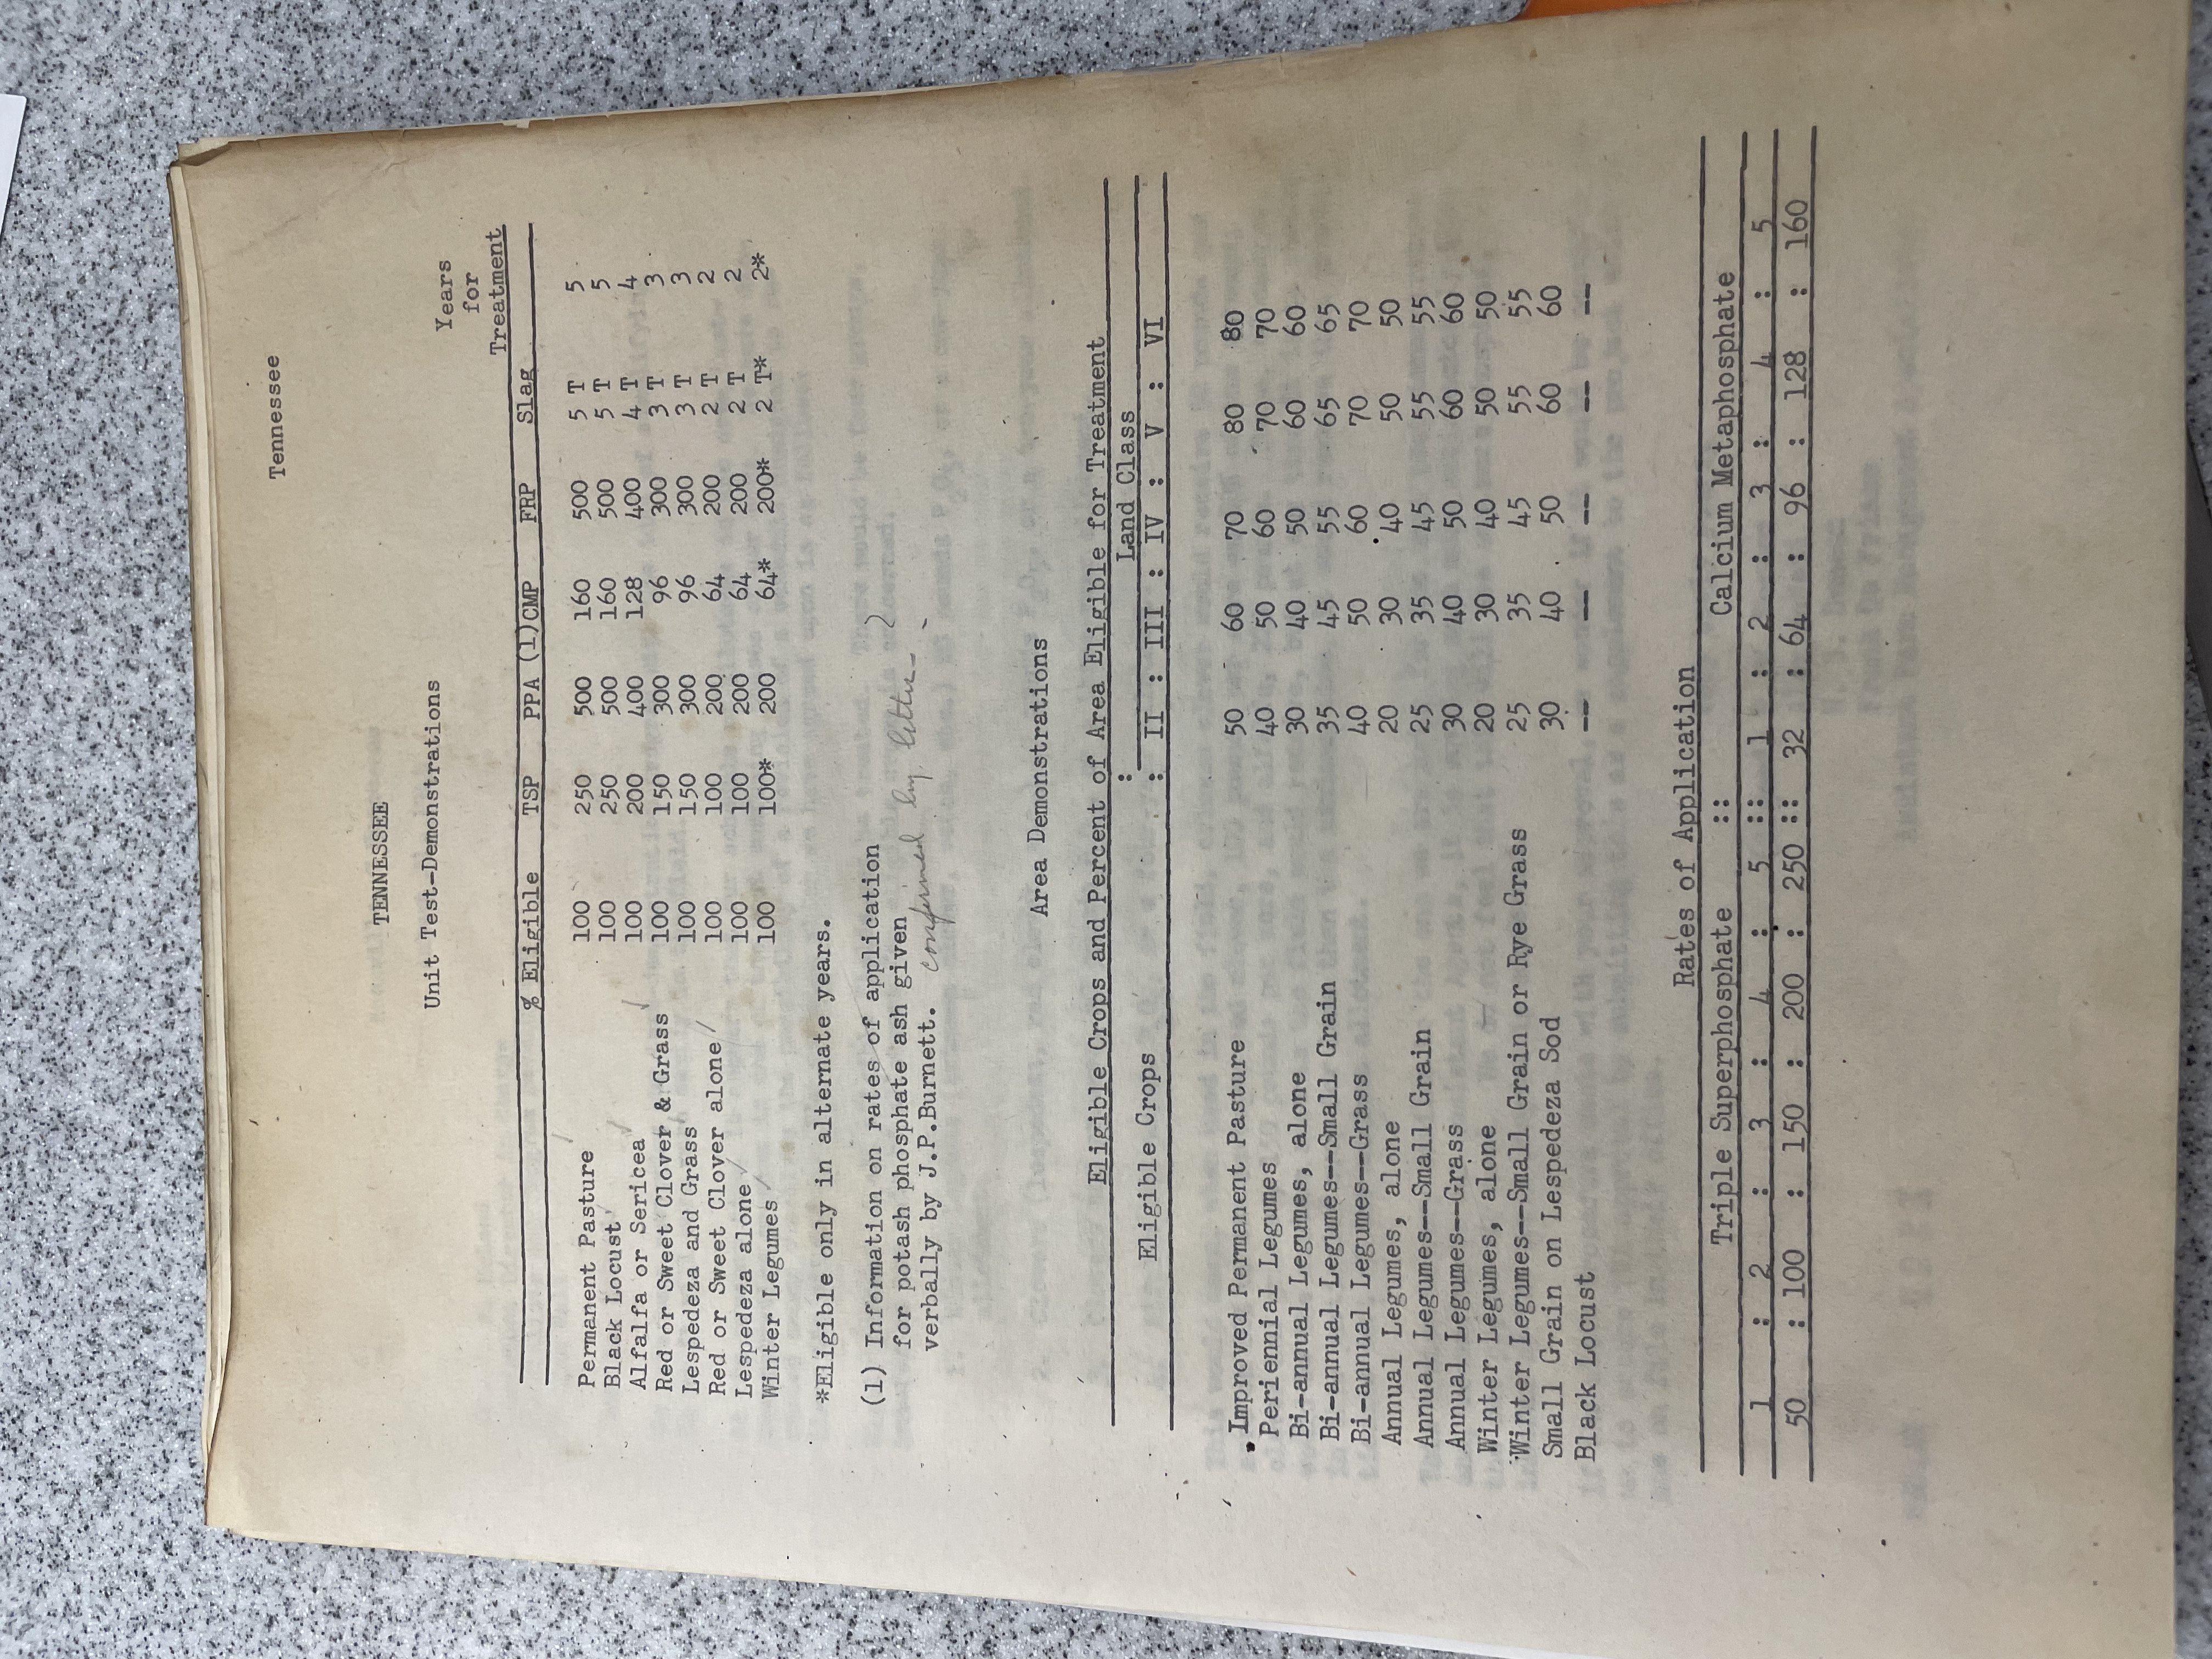 Tennessee
TENNESSEE
Unit Test-Demonstrations
Years
for
Treatment
% Eligible TSP PPA (1) CMP FRP Slag
Permanent Pasture 100 250 500 160 500 5 T 5
Black Locust 100 250 500 160 500 5 T 5
Alfalfa or Sericea 100 200 400 128 400 4 T 4
Red or Sweet Clover & Grass 100 150 300 96 300 3 T 3
Lespedeza and Grass 100 150 300 96 300 3 T 3
Red or Sweet Clover alone 100 100 200 64 200 2 T 2
Lespedeza alone 100 100 200 64 200 2 T 2
Winter Legumes 100 100* 200 64* 200* 2 T* 2*
*Eligible only in alternate years.
(1) Information on rates of application
for potash phosphate ash given
verbally by J.P.Burnett. confirmed by letter- ?
Area Demonstrations
Eligible Crops and Percent of Area Eligible for Treatment
: Land Class
Eligible Crops : II : III : IV : V : VI
Improved Permanent Pasture 50 60 70 80 80
Periennial Legumes 40 50 60 70 70
Bi-annual Legumes, alone 30 40 50 60 60
Bi-annual Legumes--Small Grain 35 45 55 65 65
Bi-annual Legumes--Grass 40 50 60 70 70
Annual Legumes, alone 20 30 40 50 50
Annual Legumes--Small Grain 25 35 45 55 55
Annual Legumes--Grass 30 40 50 60 60
Winter Legumes, alone 20 30 40 50 50
Winter Legumes--Small Grain or Rye Grass 25 35 45 55 55
Small Grain on Lespedeza Sod 30 40 50 60 60
Black Locust -- -- -- -- --
Rates of Application
Triple Superphosphate :: Calcium Metaphosphate
1 : 2 : 3 : 4 : 5 :: 1 : 2 : 3 : 4 : 5
50 : 100 : 150 : 200 : 250 :: 32 : 64 : 96 : 128 : 160